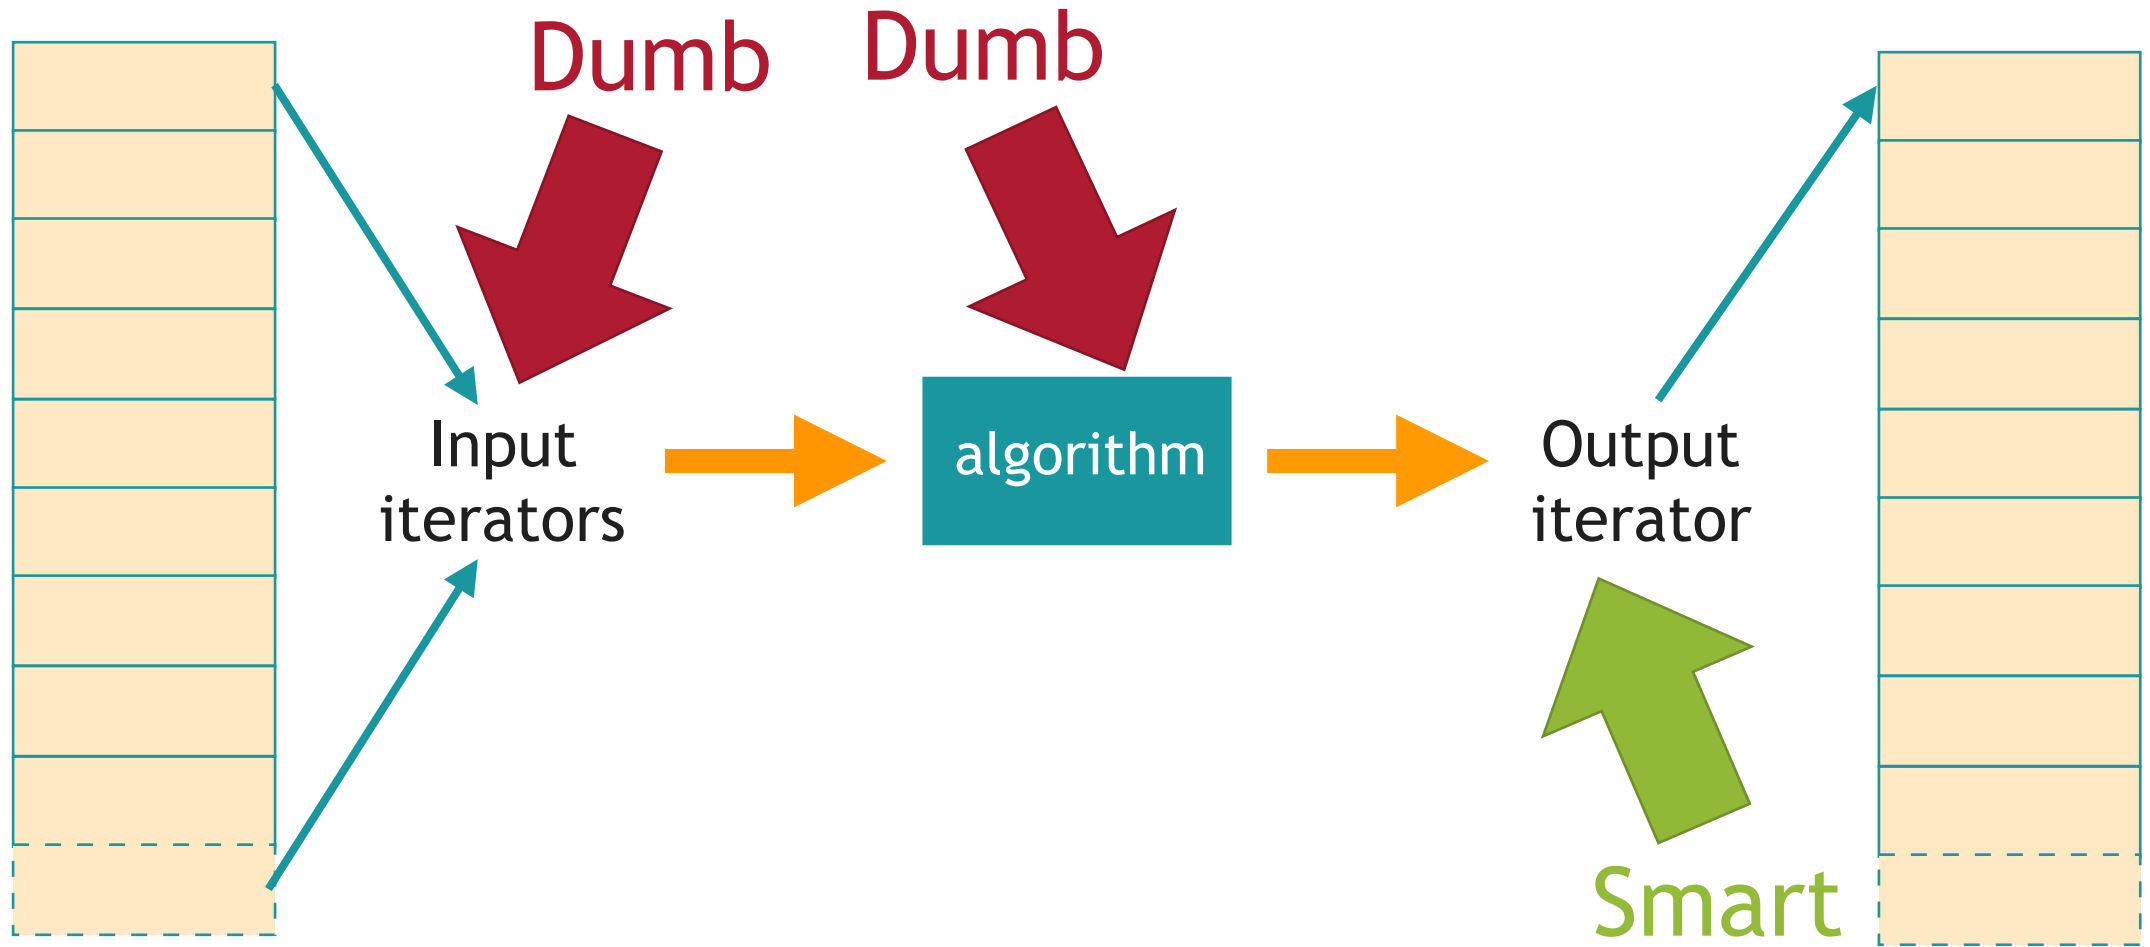 Dumb
Dumb
Input
iterators
algorithm
Output
iterator
Smart